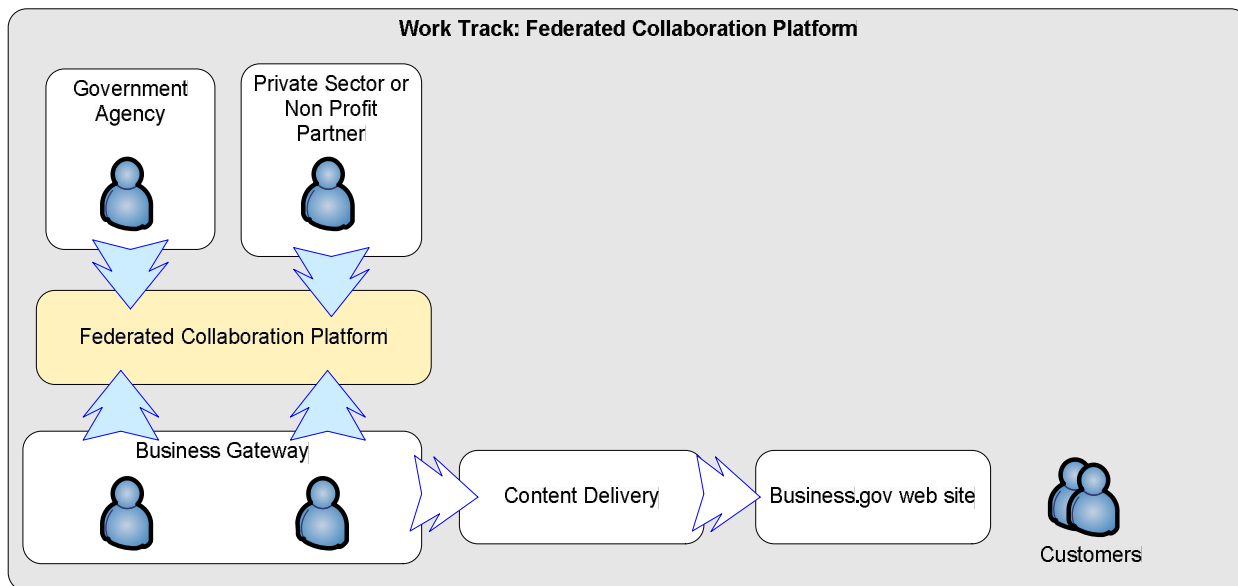 Work Track: Federated Collaboration Platform
Government
Agency
Private Sector or
Non Profit
Partner
Federated Collaboration Platform
Business Gateway
Content Delivery
Business.gov web site
Customers